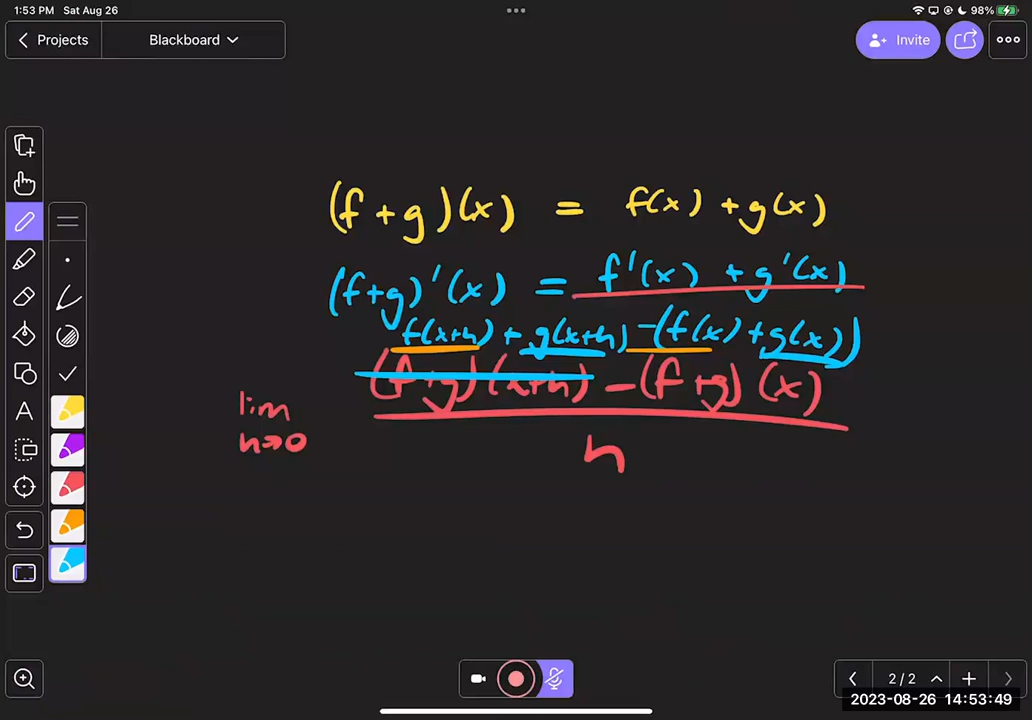 1:53 PM Sat Aug 26
98%
Projects
Blackboard
Invite
(f+g)(x) = f(x) + g(x)
(f+g)'(x) = f'(x) + g'(x)
f(x+h) + g(x+h) - (f(x) + g(x))
(f+g)(x+h) - (f+g)(x)
lim
h→0
h
A
2/2
2023-08-26 14:53:49